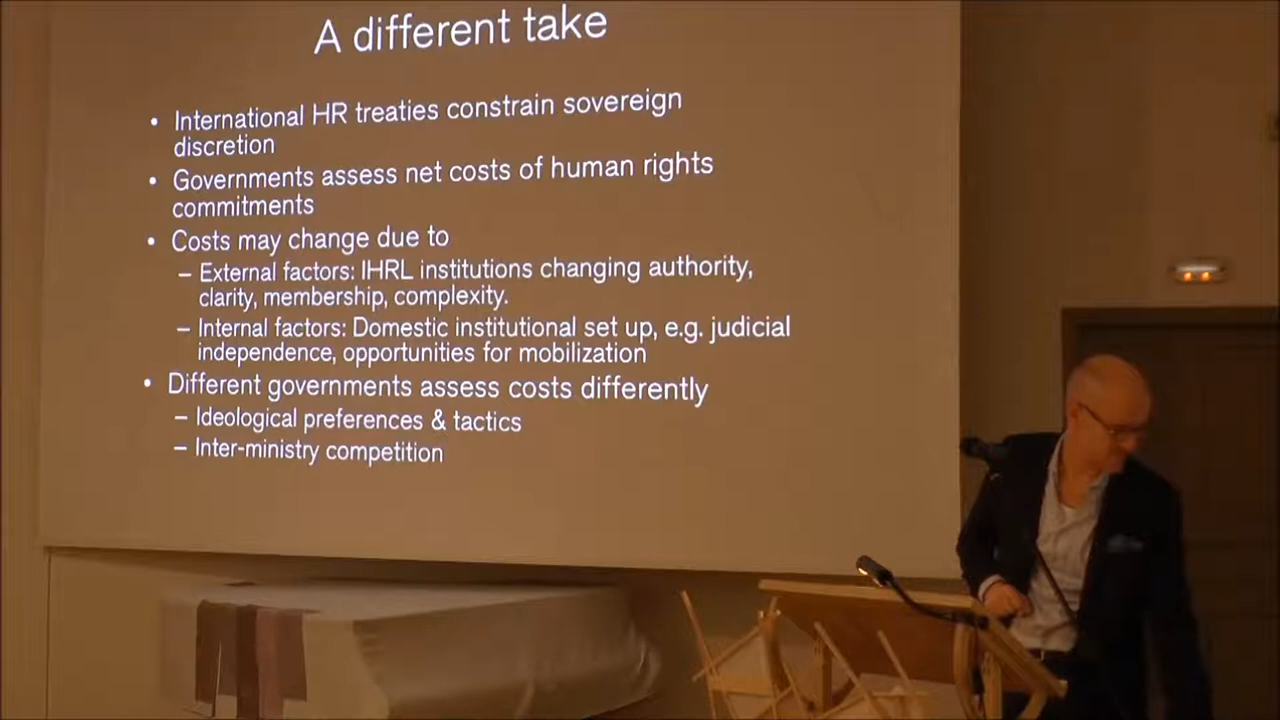 A different take
• International HR treaties constrain sovereign
discretion
• Governments assess net costs of human rights
commitments
• Costs may change due to
– External factors: IHRL institutions changing authority,
clarity, membership, complexity.
– Internal factors: Domestic institutional set up, e.g. judicial
independence, opportunities for mobilization
• Different governments assess costs differently
– Ideological preferences & tactics
– Inter-ministry competition